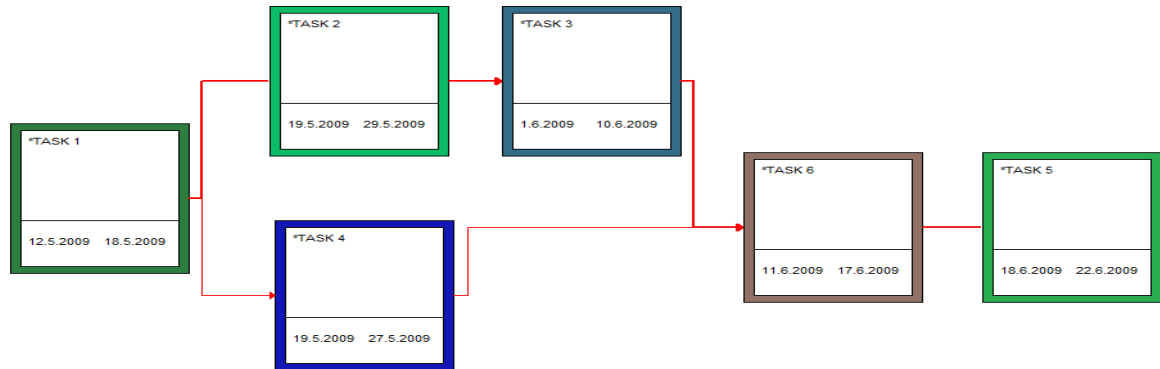 *TASK 1
12.5.2009 18.5.2009
*TASK 2
19.5.2009 29.5.2009
*TASK 3
1.6.2009 10.6.2009
*TASK 4
19.5.2009 27.5.2009
*TASK 6
11.6.2009 17.6.2009
*TASK 5
18.6.2009 22.6.2009